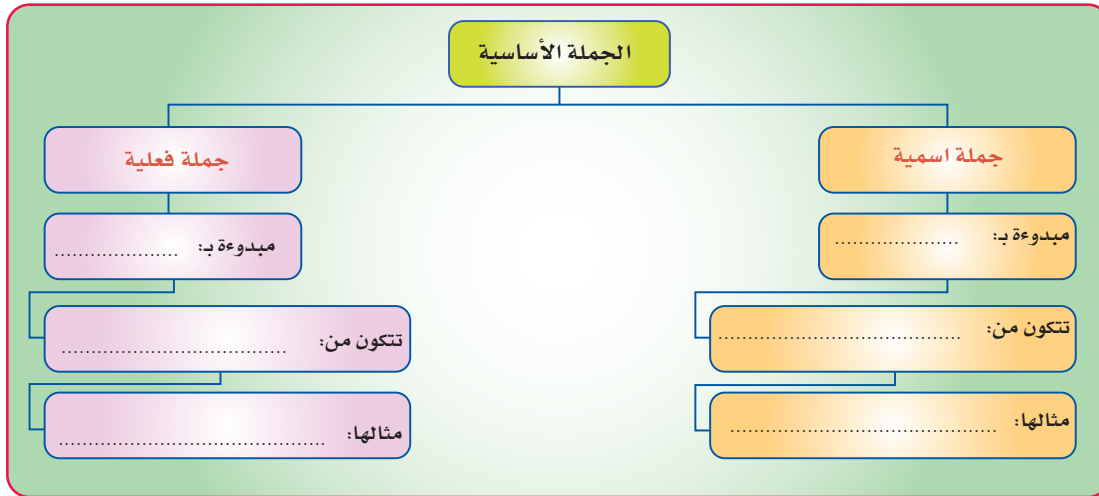 الجملة الأساسية
جملة اسمية
مبدوءة بـ: .....................
تتكون من: .........................................
مثالها: .............................................
جملة فعلية
مبدوءة بـ: .....................
تتكون من: ......................................
مثالها: .............................................